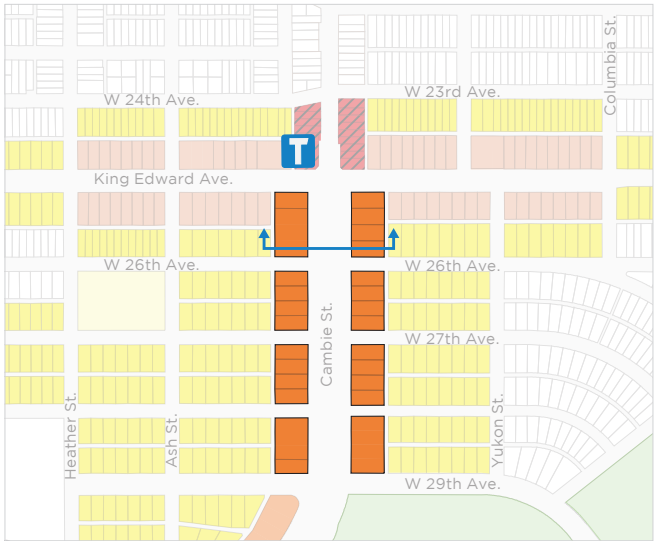 Columbia St.
W 24th Ave.
W 23rd Ave.
T
King Edward Ave.
W 26th Ave.
W 26th Ave.
Cambie St.
W 27th Ave.
Heather St.
Ash St.
Yukon St.
W 29th Ave.